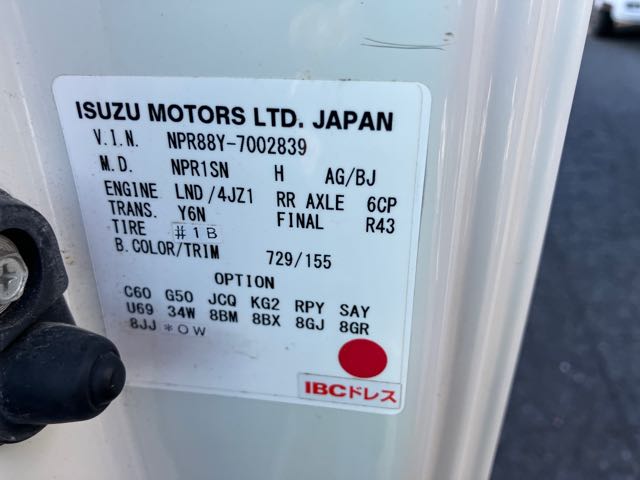 ISUZU MOTORS LTD. JAPAN
V.I.N. NPR88Y-7002839
M.D. NPR1SN H AG/BJ
ENGINE LND/4JZ1 RR AXLE 6CP
TRANS. Y6N FINAL R43
TIRE #1B
B.COLOR/TRIM 729/155
OPTION
C60 G50 JCQ KG2 RPY SAY
U69 34W 8BM 8BX 8GJ 8GR
8JJ *OW
IBCドレス